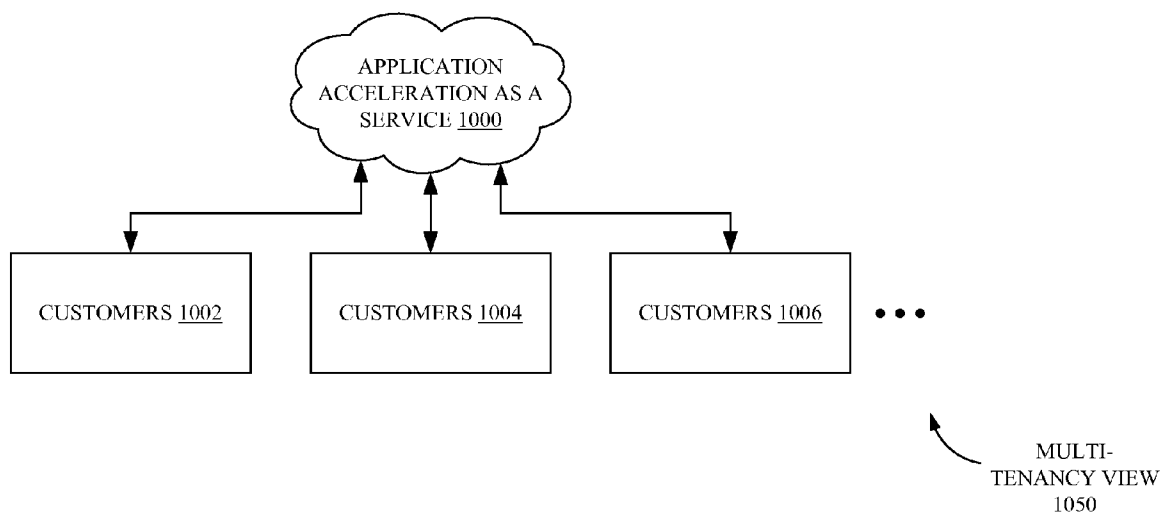 APPLICATION
ACCELERATION AS A
SERVICE 1000
CUSTOMERS 1002
CUSTOMERS 1004
CUSTOMERS 1006
MULTI-
TENANCY VIEW
1050